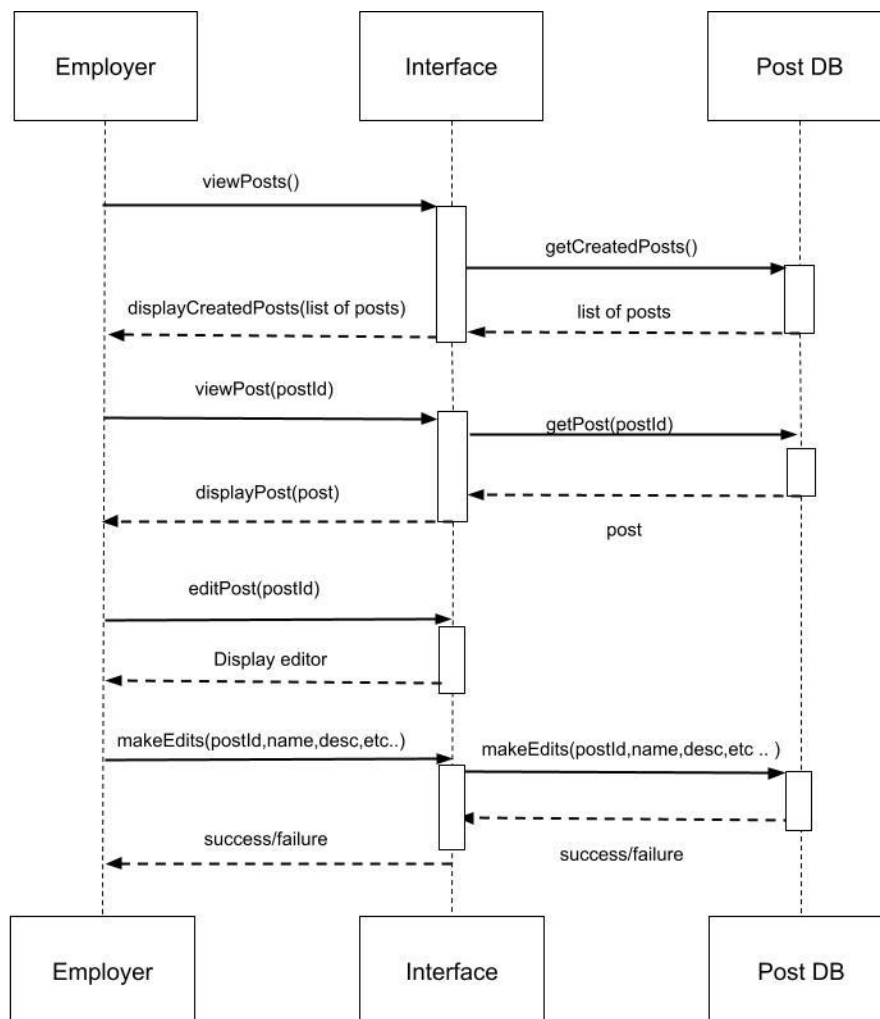 Employer
Interface
Post DB
viewPosts()
getCreatedPosts()
displayCreatedPosts(list of posts)
list of posts
viewPost(postId)
getPost(postId)
displayPost(post)
post
editPost(postId)
Display editor
makeEdits(postId,name,desc,etc..)
makeEdits(postId,name,desc,etc .. )
success/failure
success/failure
Employer
Interface
Post DB